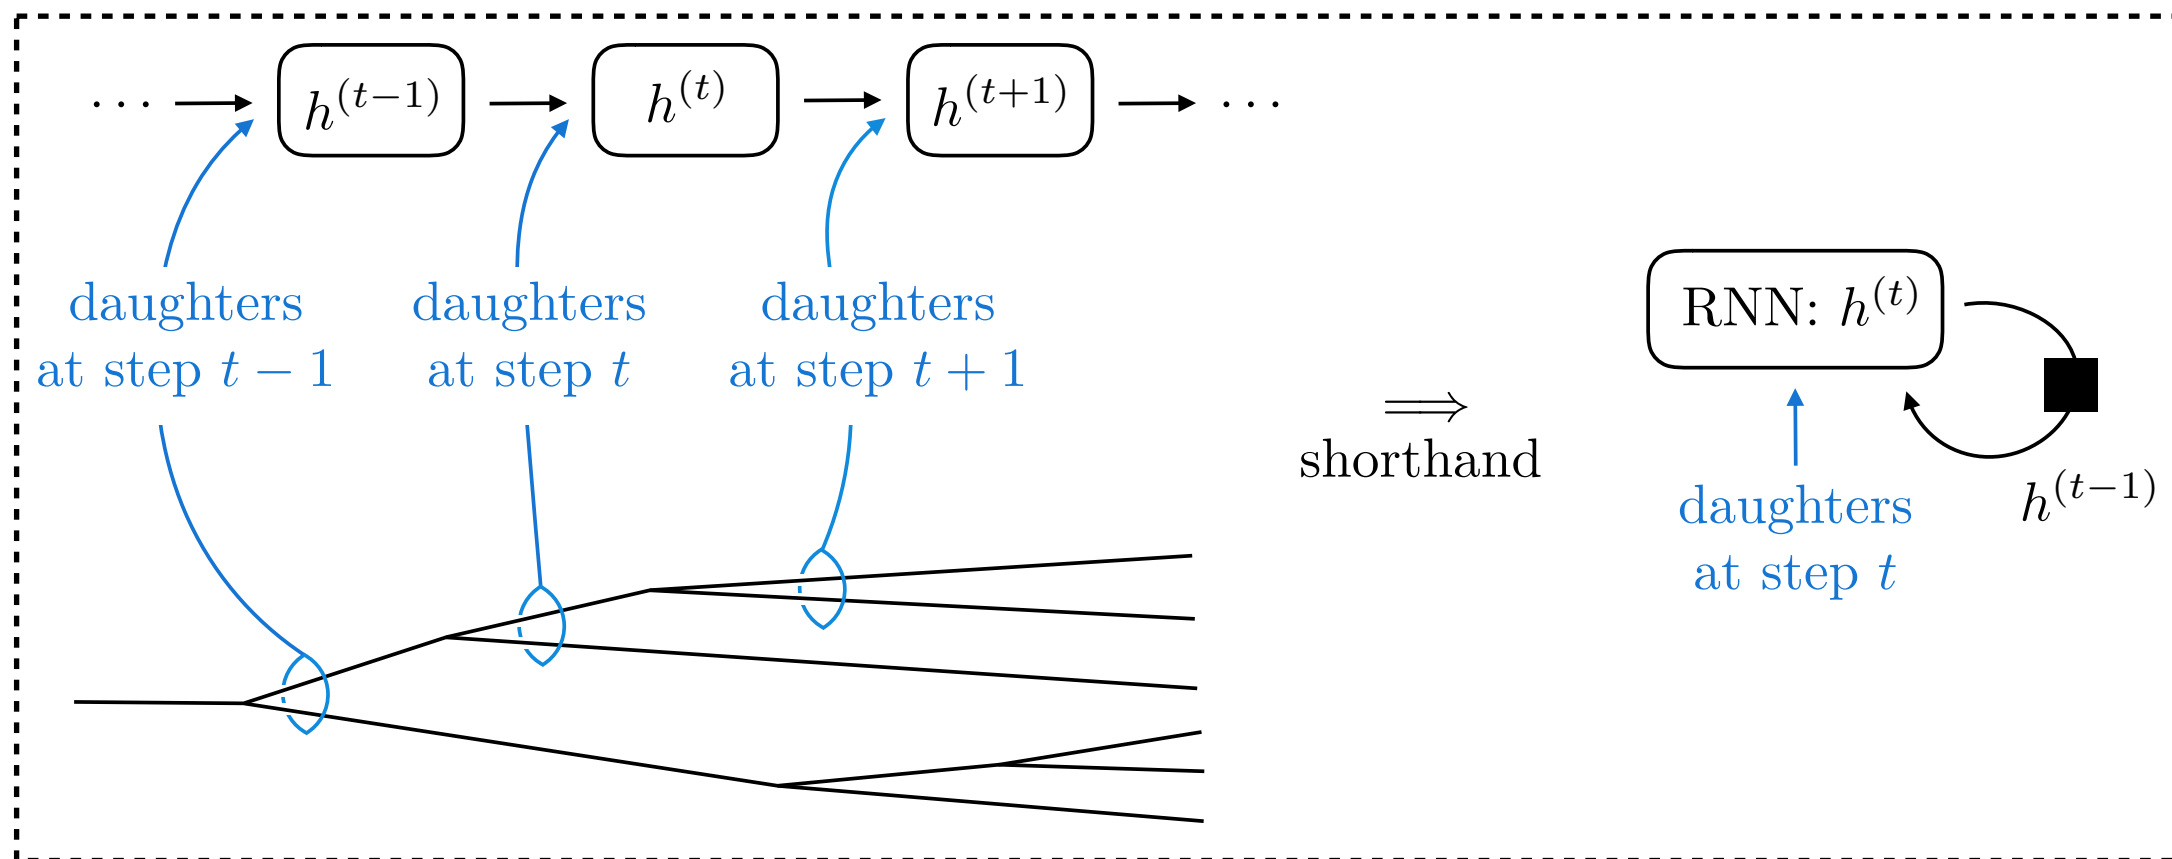 ⋯ h^{(t−1)} h^{(t)} h^{(t+1)} ⋯
daughters
at step t − 1
daughters
at step t
daughters
at step t + 1
⟹
shorthand
RNN: h^{(t)}
h^{(t−1)}
daughters
at step t